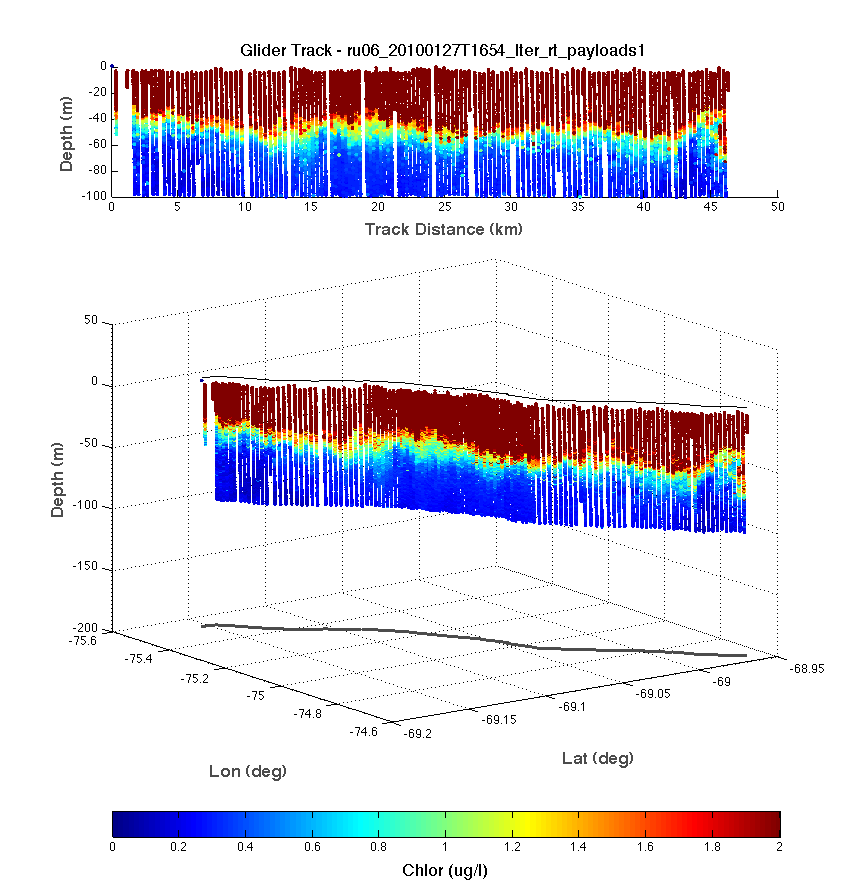 Glider Track - ru06_20100127T1654_lter_rt_payloads1
0
-20
-40
-60
-80
-100
Depth (m)
0 5 10 15 20 25 30 35 40 45 50
Track Distance (km)
50
0
-50
-100
-150
-200
Depth (m)
-75.6
-75.4
-75.2
-75
-74.8
-74.6
Lon (deg)
-69.2
-69.15
-69.1
-69.05
-69
-68.95
Lat (deg)
0 0.2 0.4 0.6 0.8 1 1.2 1.4 1.6 1.8 2
Chlor (ug/l)